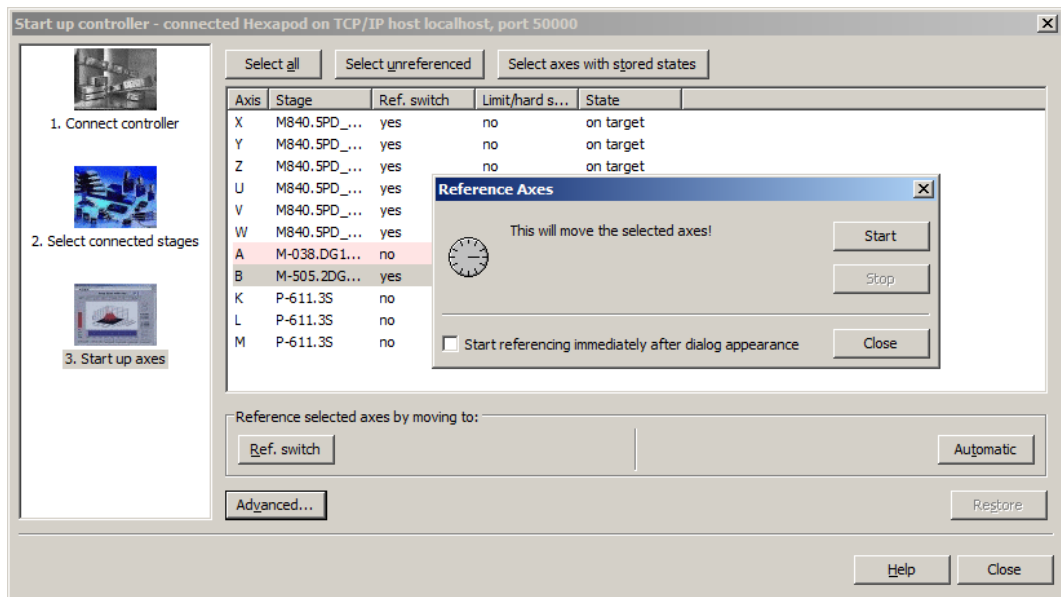 Start up controller - connected Hexapod on TCP/IP host localhost, port 50000
1. Connect controller
2. Select connected stages
3. Start up axes
Select all Select unreferenced Select axes with stored states
Axis Stage Ref. switch Limit/hard s... State
X M840.5PD_... yes no on target
Y M840.5PD_... yes no on target
Z M840.5PD_... yes no on target
U M840.5PD_... yes
V M840.5PD_... yes
W M840.5PD_... yes
A M-038.DG1... no
B M-505.2DG... yes
K P-611.3S no
L P-611.3S no
M P-611.3S no
Reference Axes
This will move the selected axes!
Start
Stop
Start referencing immediately after dialog appearance
Close
Reference selected axes by moving to:
Ref. switch Automatic
Advanced... Restore
Help Close